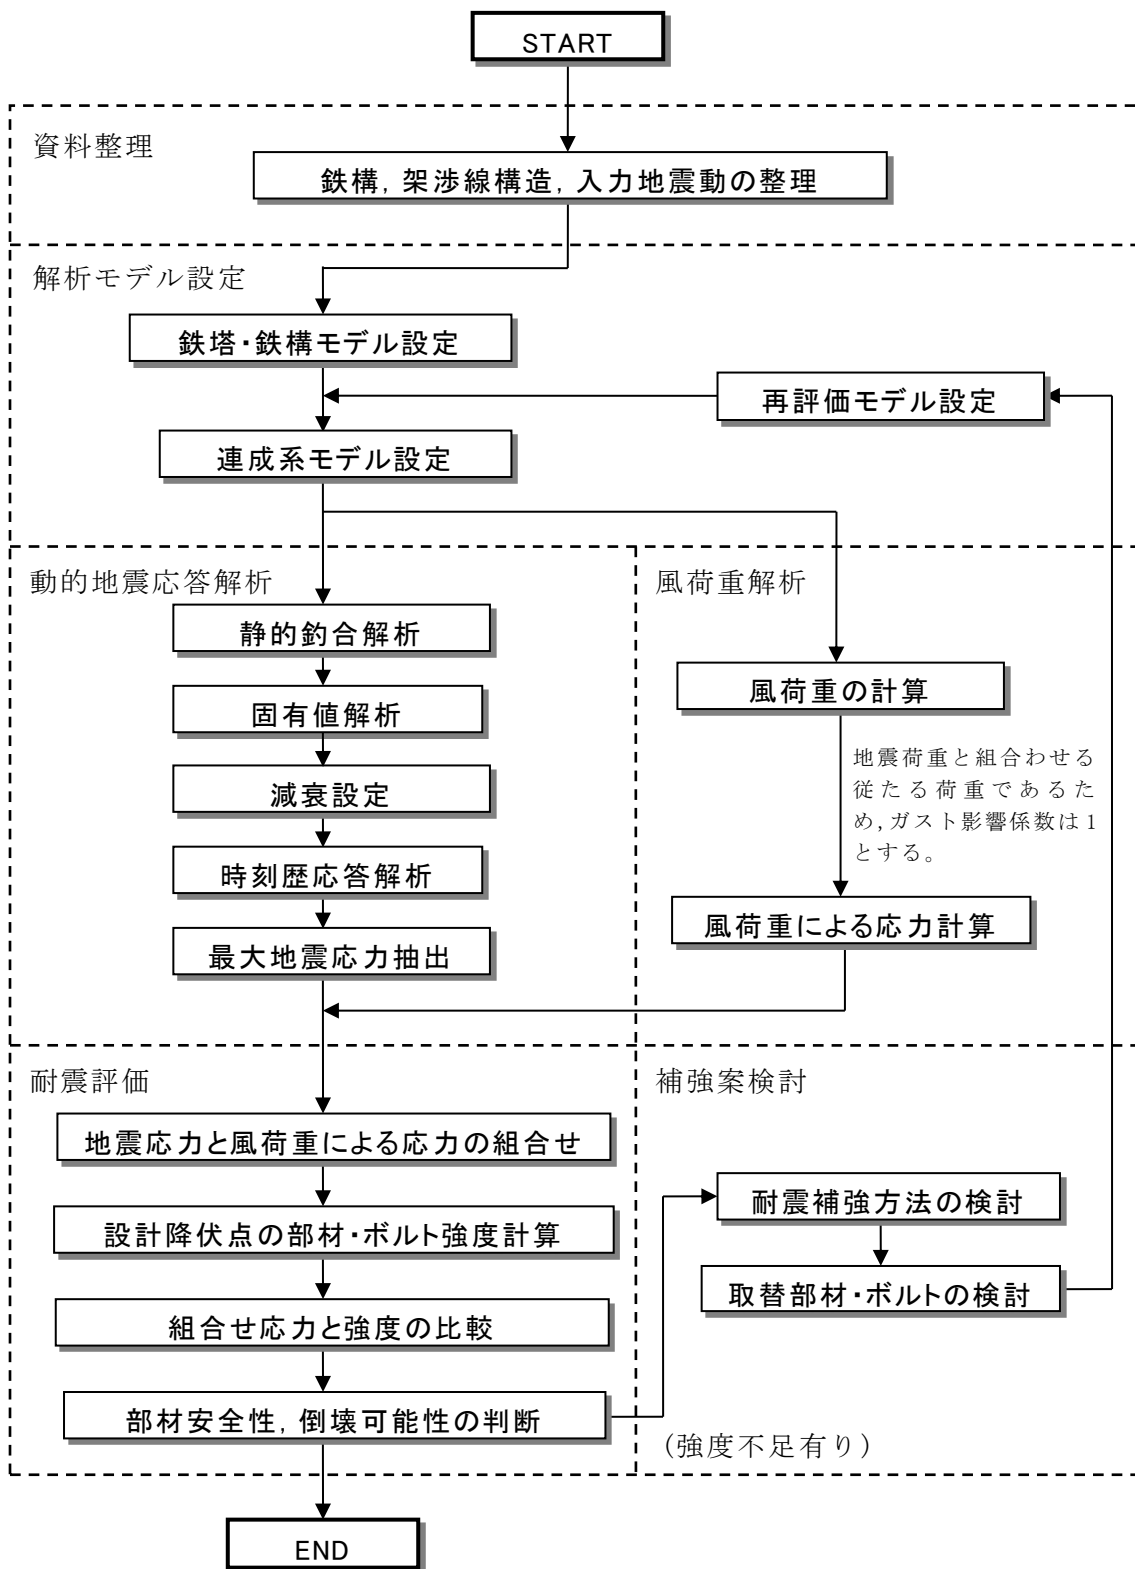 START
資料整理
鉄構，架渉線構造，入力地震動の整理
解析モデル設定
鉄塔・鉄構モデル設定
再評価モデル設定
連成系モデル設定
動的地震応答解析
静的釣合解析
固有値解析
減衰設定
時刻歴応答解析
最大地震応力抽出
風荷重解析
風荷重の計算
地震荷重と組合わせる
従たる荷重であるた
め，ガスト影響係数は1
とする。
風荷重による応力計算
耐震評価
地震応力と風荷重による応力の組合せ
設計降伏点の部材・ボルト強度計算
組合せ応力と強度の比較
部材安全性，倒壊可能性の判断
補強案検討
耐震補強方法の検討
取替部材・ボルトの検討
（強度不足有り）
END